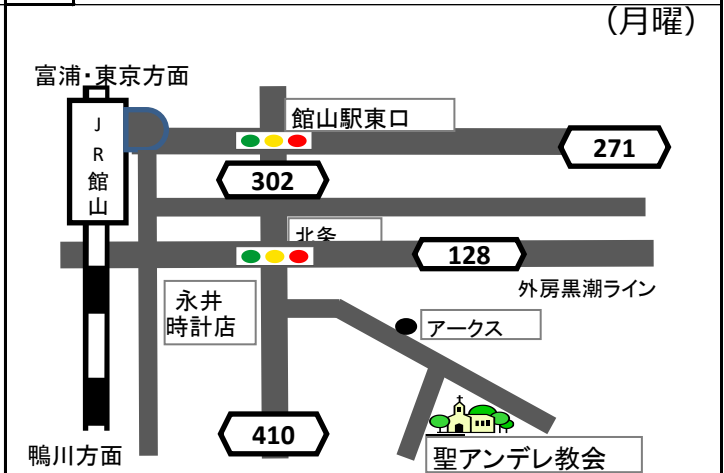 (月曜)
富浦・東京方面
JR館山
館山駅東口
271
302
北条
128
外房黒潮ライン
永井
時計店
アークス
410
鴨川方面
聖アンデレ教会